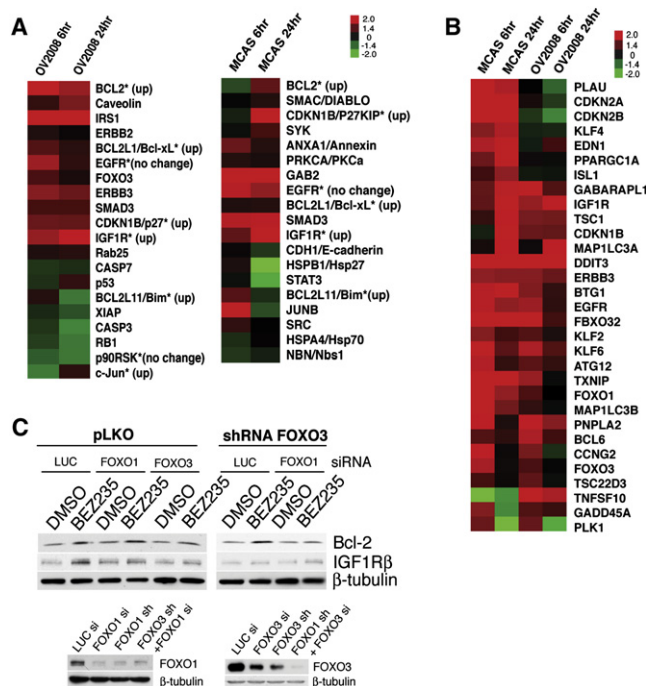 A
OV2008 6hr
OV2008 24hr
2.0
1.4
0
-1.4
-2.0
BCL2* (up)
Caveolin
IRS1
ERBB2
BCL2L1/Bcl-xL* (up)
EGFR*(no change)
FOXO3
ERBB3
SMAD3
CDKN1B/p27* (up)
IGF1R* (up)
Rab25
CASP7
p53
BCL2L11/Bim* (up)
XIAP
CASP3
RB1
p90RSK*(no change)
c-Jun* (up)
MCAS 6hr
MCAS 24hr
2.0
1.4
0
-1.4
-2.0
BCL2* (up)
SMAC/DIABLO
CDKN1B/P27KIP* (up)
SYK
ANXA1/Annexin
PRKCA/PKCa
GAB2
EGFR* (no change)
BCL2L1/Bcl-xL* (up)
SMAD3
IGF1R* (up)
CDH1/E-cadherin
HSPB1/Hsp27
STAT3
BCL2L11/Bim*(up)
JUNB
SRC
HSPA4/Hsp70
NBN/Nbs1
B
MCAS 6hr
MCAS 24hr
OV2008 6hr
OV2008 24hr
2.0
1.4
0
-1.4
-2.0
PLAU
CDKN2A
CDKN2B
KLF4
EDN1
PPARGC1A
ISL1
GABARAPL1
IGF1R
TSC1
CDKN1B
MAP1LC3A
DDIT3
ERBB3
BTG1
EGFR
FBXO32
KLF2
KLF6
ATG12
TXNIP
FOXO1
MAP1LC3B
PNPLA2
BCL6
CCNG2
FOXO3
TSC22D3
TNFSF10
GADD45A
PLK1
C
pLKO
shRNA FOXO3
LUC FOXO1 FOXO3 LUC FOXO1 siRNA
DMSO BEZ235 DMSO BEZ235 DMSO BEZ235 DMSO BEZ235 DMSO BEZ235
Bcl-2
IGF1Rβ
β-tubulin
LUC si
FOXO1 si
FOXO1 sh
FOXO3 sh
+FOXO1 si
FOXO1
β-tubulin
LUC si
FOXO3 si
FOXO3 sh
FOXO1 sh
+ FOXO3 si
FOXO3
β-tubulin